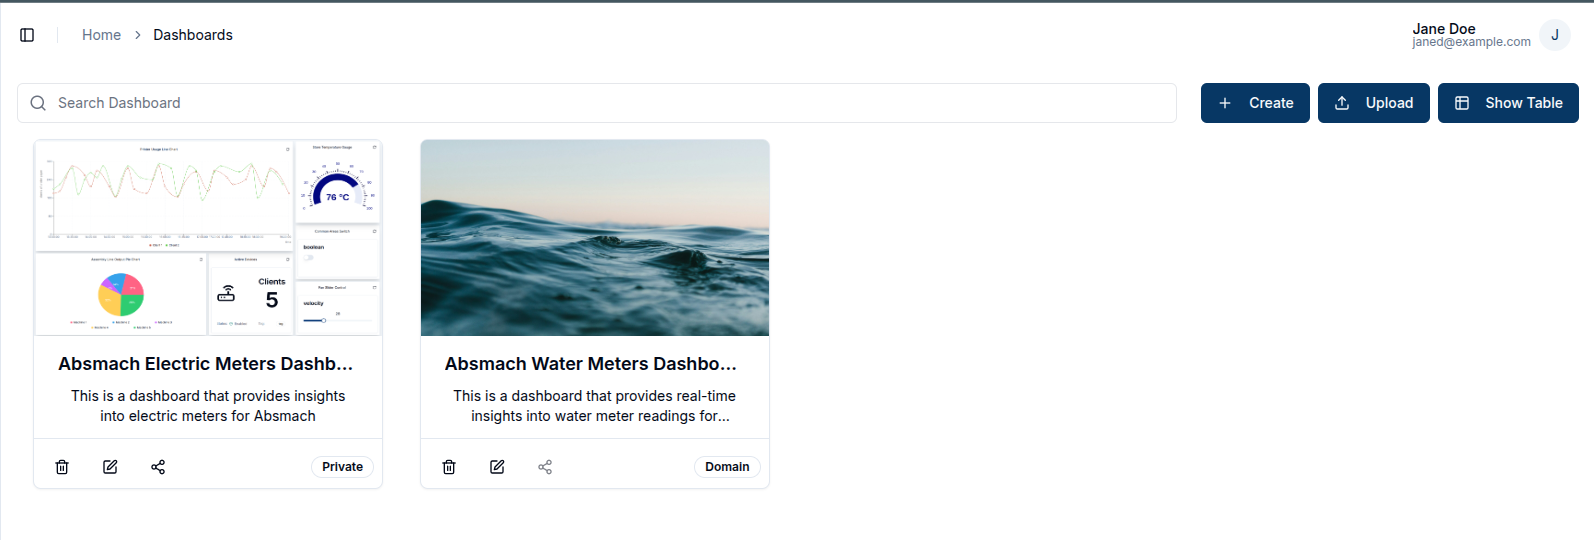 Home > Dashboards
Jane Doe
janed@example.com
J
Search Dashboard
Create
Upload
Show Table
76 °C
boolean
Clients
5
velocity
Absmach Electric Meters Dashb...
This is a dashboard that provides insights
into electric meters for Absmach
Private
Absmach Water Meters Dashbo...
This is a dashboard that provides real-time
insights into water meter readings for...
Domain